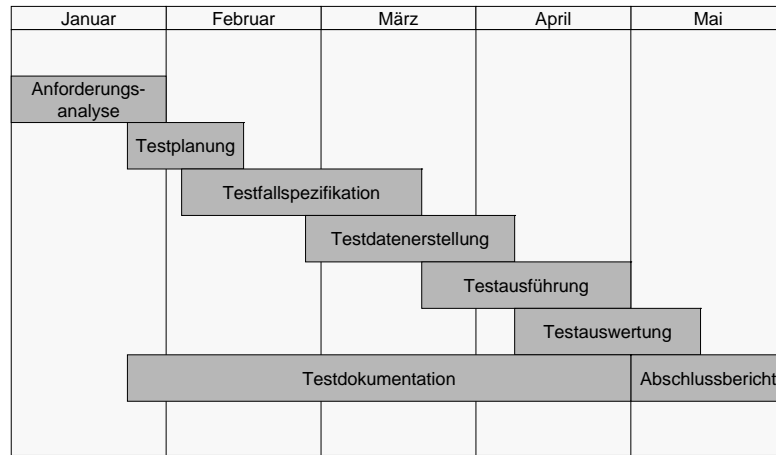 Januar
Februar
März
April
Mai
Anforderungs-
analyse
Testplanung
Testfallspezifikation
Testdatenerstellung
Testausführung
Testauswertung
Testdokumentation
Abschlussbericht